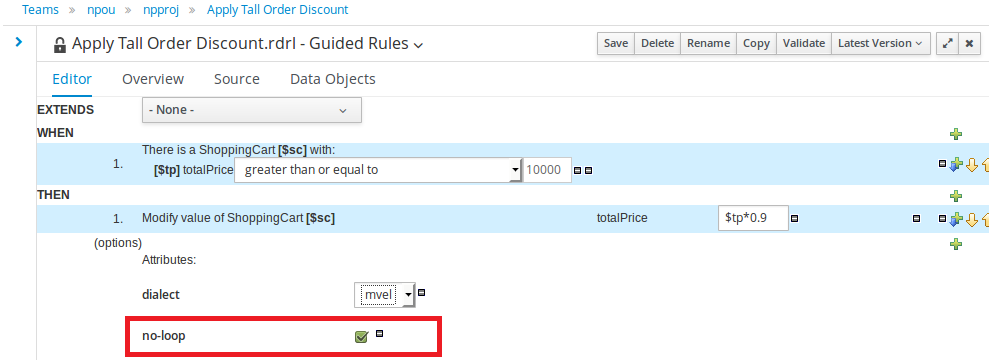 Teams » npou » npproj » Apply Tall Order Discount
Apply Tall Order Discount.rdrl - Guided Rules
Save Delete Rename Copy Validate Latest Version
Editor Overview Source Data Objects
EXTENDS - None -
WHEN
There is a ShoppingCart [$sc] with:
1.
[$tp] totalPrice greater than or equal to 10000
THEN
1. Modify value of ShoppingCart [$sc] totalPrice $tp*0.9
(options)
Attributes:
dialect mvel
no-loop